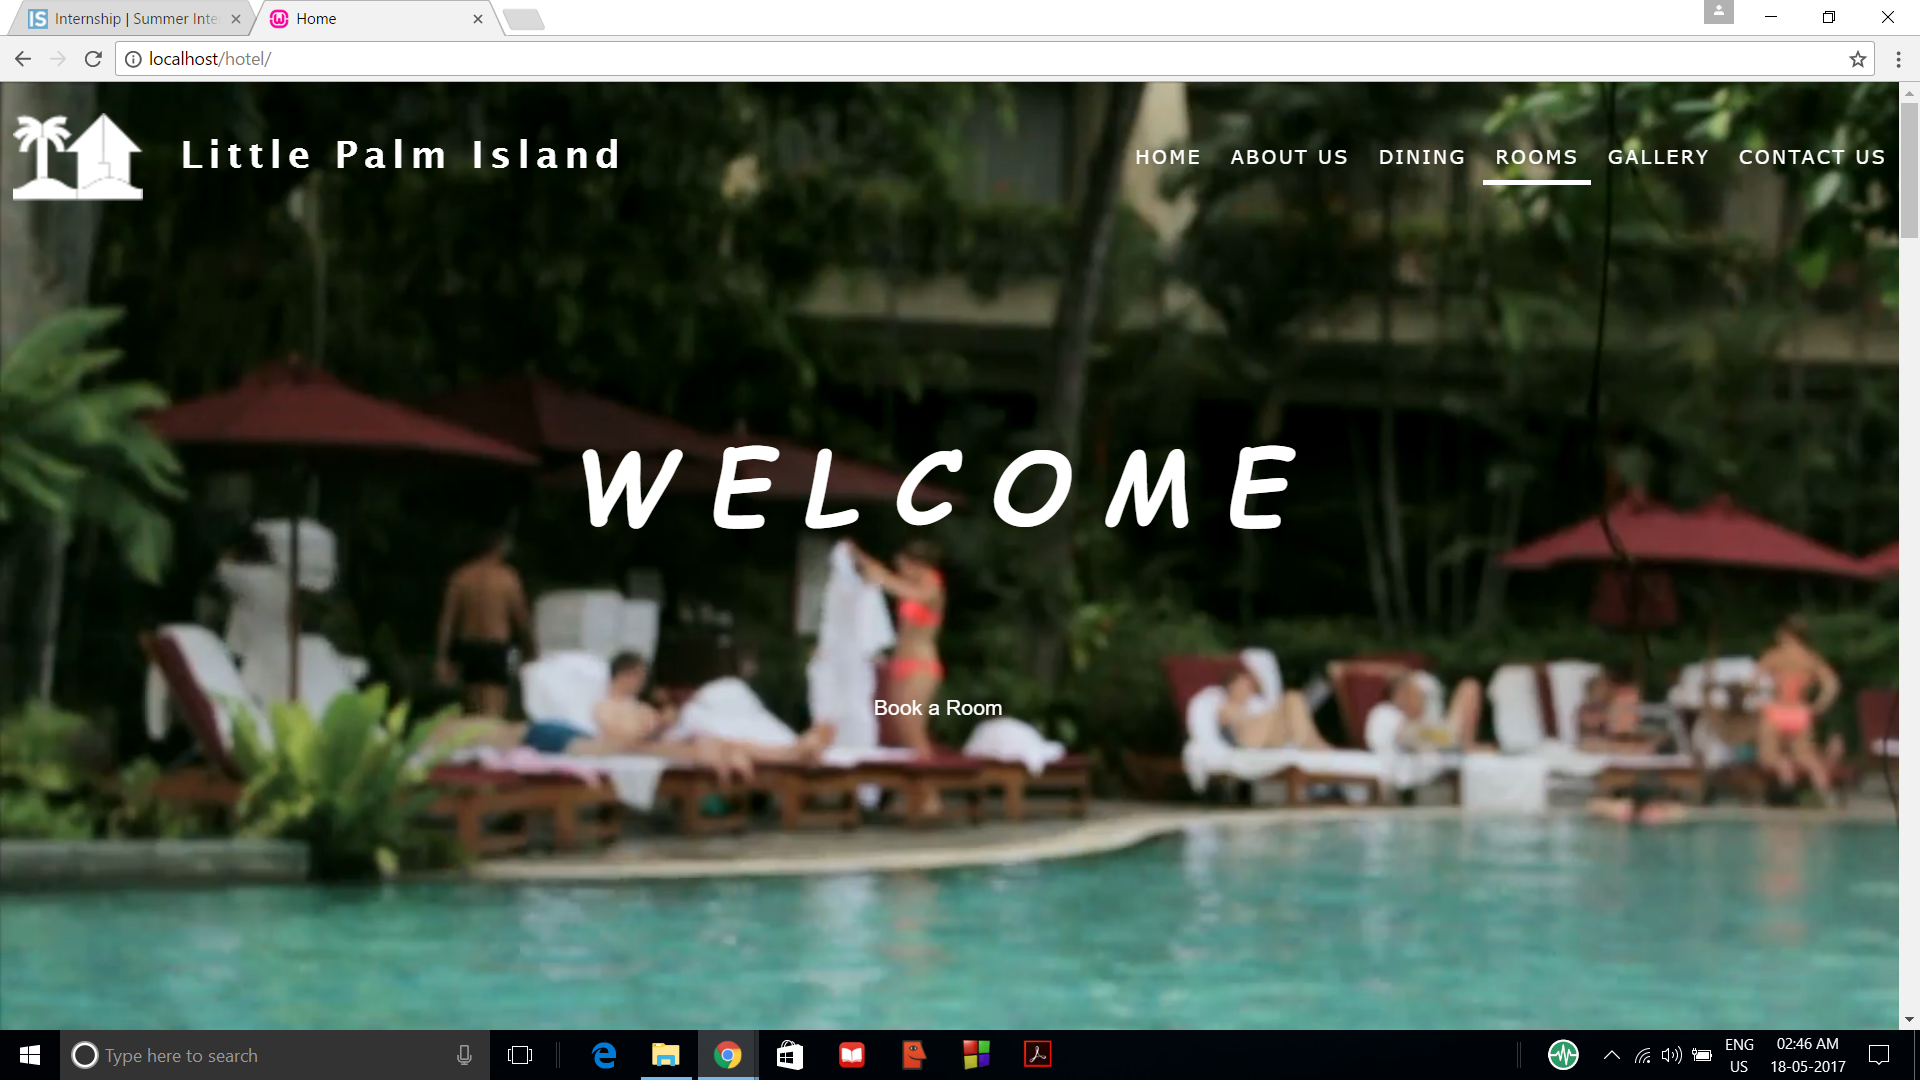 IS Internship | Summer Inte
Home
localhost/hotel/
Little Palm Island
HOME ABOUT US DINING ROOMS GALLERY CONTACT US
WELCOME
Book a Room
Type here to search
ENG
US
02:46 AM
18-05-2017